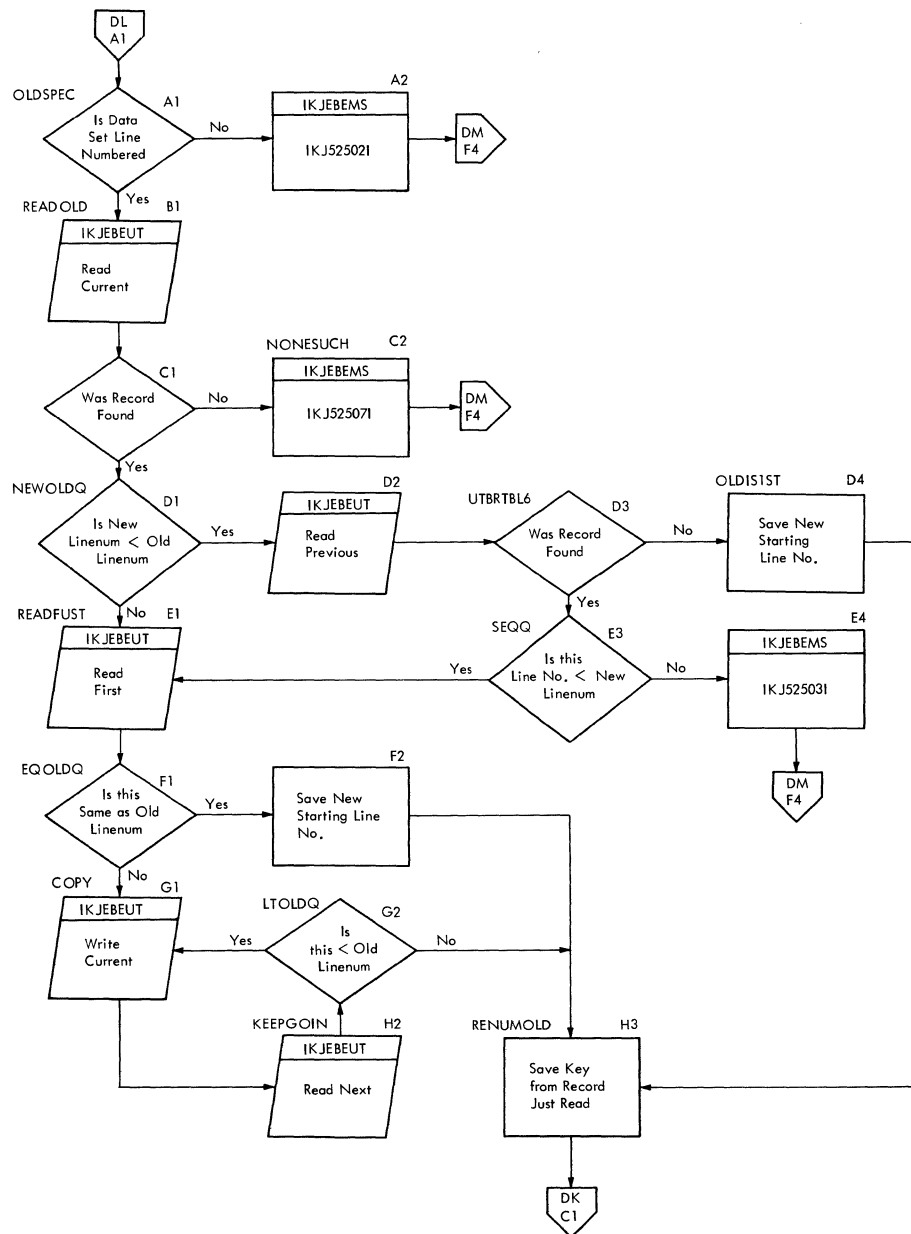 DL
A1
OLDSPEC
A1
Is Data
Set Line
Numbered
No
A2
IKJEBEMS
IKJ52502I
DM
F4
Yes
READOLD
B1
IKJEBEUT
Read
Current
C1
Was Record
Found
No
NONESUCH
C2
IKJEBEMS
IKJ52507I
DM
F4
Yes
NEWOLDQ
D1
Is New
Linenum < Old
Linenum
Yes
D2
IKJEBEUT
Read
Previous
UTBRTBL6
D3
Was Record
Found
No
OLDIS1ST
D4
Save New
Starting
Line No.
No
READFUST
E1
IKJEBEUT
Read
First
Yes
SEQQ
E3
Is this
Line No. < New
Linenum
Yes
No
E4
IKJEBEMS
IKJ52503I
DM
F4
EQOLDQ
F1
Is this
Same as Old
Linenum
Yes
F2
Save New
Starting Line
No.
No
COPY
G1
IKJEBEUT
Write
Current
Yes
LTOLDQ
G2
Is
this < Old
Linenum
No
KEEPGOIN
H2
IKJEBEUT
Read Next
RENUMOLD
H3
Save Key
from Record
Just Read
DK
C1